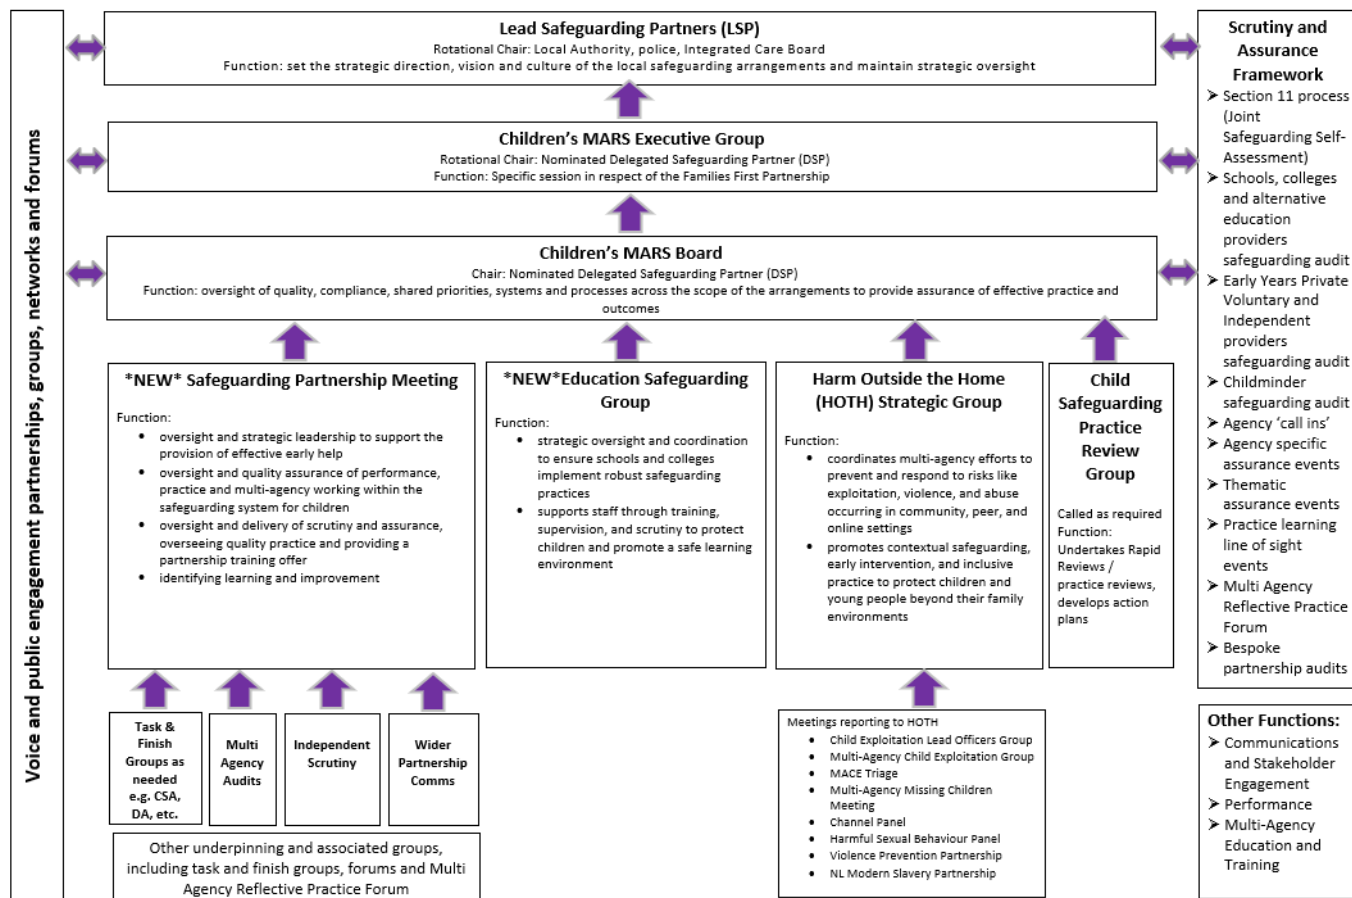 Voice and public engagement partnerships, groups, networks and forums
Lead Safeguarding Partners (LSP)
Rotational Chair: Local Authority, police, Integrated Care Board
Function: set the strategic direction, vision and culture of the local safeguarding arrangements and maintain strategic oversight
Children's MARS Executive Group
Rotational Chair: Nominated Delegated Safeguarding Partner (DSP)
Function: Specific session in respect of the Families First Partnership
Children's MARS Board
Chair: Nominated Delegated Safeguarding Partner (DSP)
Function: oversight of quality, compliance, shared priorities, systems and processes across the scope of the arrangements to provide assurance of effective practice and
outcomes
*NEW* Safeguarding Partnership Meeting
Function:
• oversight and strategic leadership to support the
provision of effective early help
• oversight and quality assurance of performance,
practice and multi-agency working within the
safeguarding system for children
• oversight and delivery of scrutiny and assurance,
overseeing quality practice and providing a
partnership training offer
• identifying learning and improvement
*NEW*Education Safeguarding
Group
Function:
• strategic oversight and coordination
to ensure schools and colleges
implement robust safeguarding
practices
• supports staff through training,
supervision, and scrutiny to protect
children and promote a safe learning
environment
Harm Outside the Home
(HOTH) Strategic Group
Function:
• coordinates multi-agency efforts to
prevent and respond to risks like
exploitation, violence, and abuse
occurring in community, peer, and
online settings
• promotes contextual safeguarding,
early intervention, and inclusive
practice to protect children and
young people beyond their family
environments
Child
Safeguarding
Practice
Review
Group
Called as required
Function:
Undertakes Rapid
Reviews /
practice reviews,
develops action
plans
Task &
Finish
Groups as
needed
e.g. CSA,
DA, etc.
Multi
Agency
Audits
Independent
Scrutiny
Wider
Partnership
Comms
Other underpinning and associated groups,
including task and finish groups, forums and Multi
Agency Reflective Practice Forum
Meetings reporting to HOTH
• Child Exploitation Lead Officers Group
• Multi-Agency Child Exploitation Group
• MACE Triage
• Multi-Agency Missing Children
Meeting
• Channel Panel
• Harmful Sexual Behaviour Panel
• Violence Prevention Partnership
• NL Modern Slavery Partnership
Scrutiny and
Assurance
Framework
➢ Section 11 process
(Joint
Safeguarding Self-
Assessment)
➢ Schools, colleges
and alternative
education
providers
safeguarding audit
➢ Early Years Private
Voluntary and
Independent
providers
safeguarding audit
➢ Childminder
safeguarding audit
➢ Agency 'call ins'
➢ Agency specific
assurance events
➢ Thematic
assurance events
➢ Practice learning
line of sight
events
➢ Multi Agency
Reflective Practice
Forum
➢ Bespoke
partnership audits
Other Functions:
➢ Communications
and Stakeholder
Engagement
➢ Performance
➢ Multi-Agency
Education and
Training